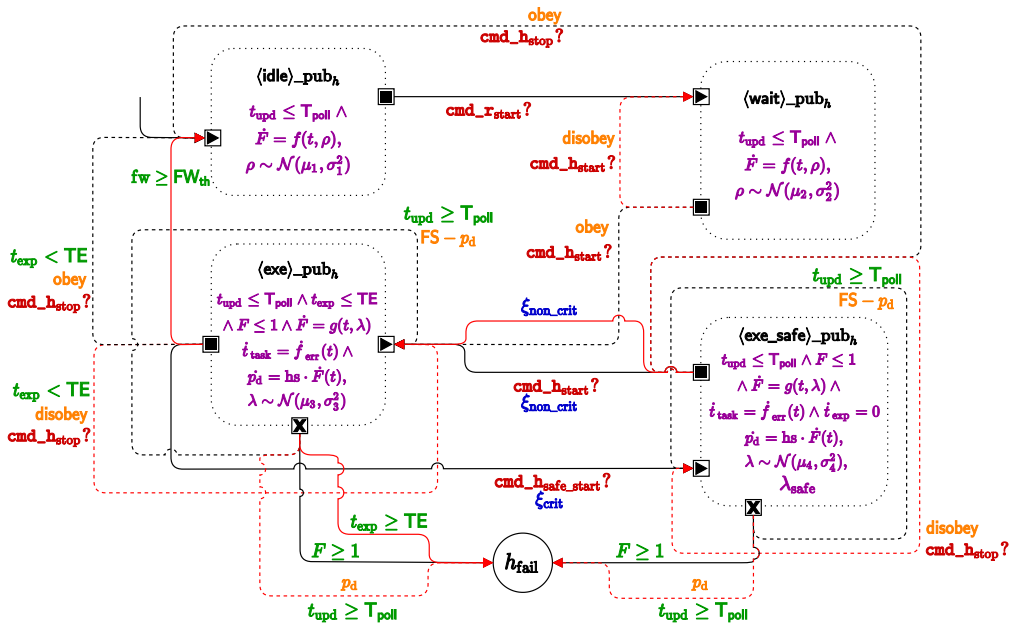 obey
cmd_h_stop?
⟨idle⟩_pub_h
t_upd ≤ T_poll ∧
Ḟ = f(t, ρ),
ρ ∼ N(μ_1, σ_1^2)
cmd_r_start?
⟨wait⟩_pub_h
t_upd ≤ T_poll ∧
Ḟ = f(t, ρ),
ρ ∼ N(μ_2, σ_2^2)
disobey
cmd_h_start?
fw ≥ FW_th
t_upd ≥ T_poll
FS − p_d
obey
cmd_h_start?
t_exp < TE
obey
cmd_h_stop?
⟨exe⟩_pub_h
t_upd ≤ T_poll ∧ t_exp ≤ TE
∧ F ≤ 1 ∧ Ḟ = g(t, λ)
ṫ_task = ḟ_err(t) ∧
ṗ_d = hs · Ḟ(t),
λ ∼ N(μ_3, σ_3^2)
t_upd ≥ T_poll
FS − p_d
ξ_non_crit
cmd_h_start?
ξ_non_crit
⟨exe_safe⟩_pub_h
t_upd ≤ T_poll ∧ F ≤ 1
∧ Ḟ = g(t, λ) ∧
ṫ_task = ḟ_err(t) ∧ ṫ_exp = 0
ṗ_d = hs · Ḟ(t),
λ ∼ N(μ_4, σ_4^2),
λ_safe
t_exp < TE
disobey
cmd_h_stop?
cmd_h_safe_start?
ξ_crit
t_exp ≥ TE
F ≥ 1
h_fail
F ≥ 1
disobey
cmd_h_stop?
p_d
t_upd ≥ T_poll
p_d
t_upd ≥ T_poll